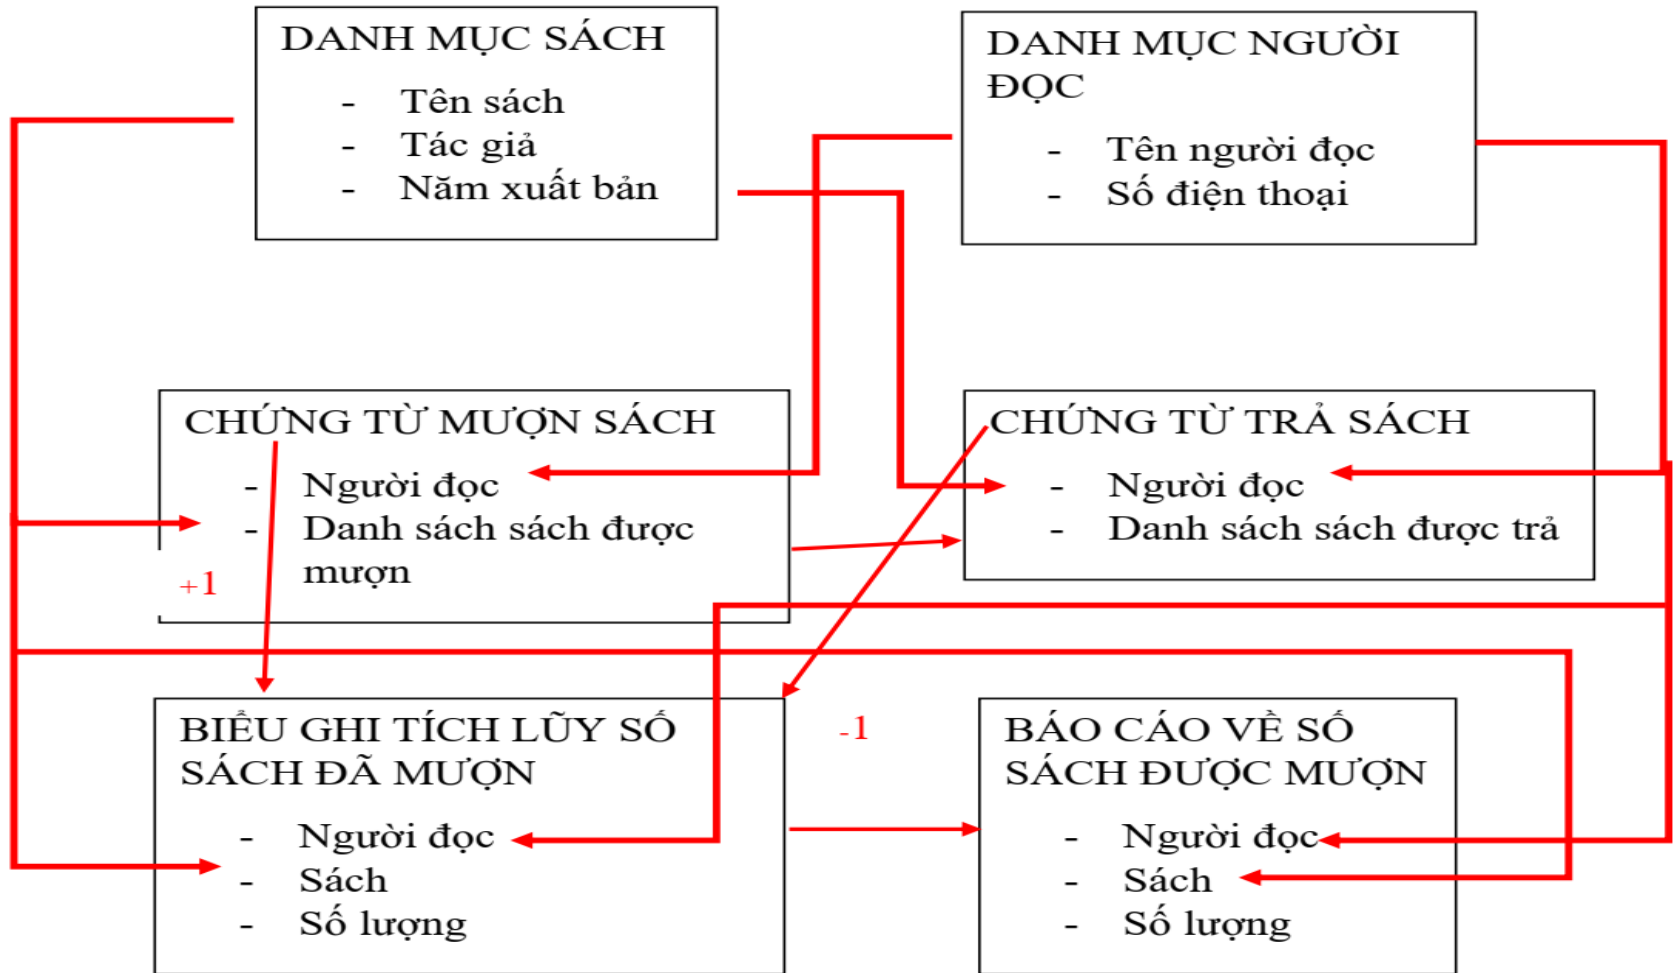 DANH MỤC SÁCH
- Tên sách
- Tác giả
- Năm xuất bản
DANH MỤC NGƯỜI
ĐỌC
- Tên người đọc
- Số điện thoại
CHỨNG TỪ MƯỢN SÁCH
- Người đọc
- Danh sách sách được
mượn
+1
CHỨNG TỪ TRẢ SÁCH
- Người đọc
- Danh sách sách được trả
BIỂU GHI TÍCH LŨY SỐ
SÁCH ĐÃ MƯỢN
- Người đọc
- Sách
- Số lượng
-1
BÁO CÁO VỀ SỐ
SÁCH ĐƯỢC MƯỢN
- Người đọc
- Sách
- Số lượng